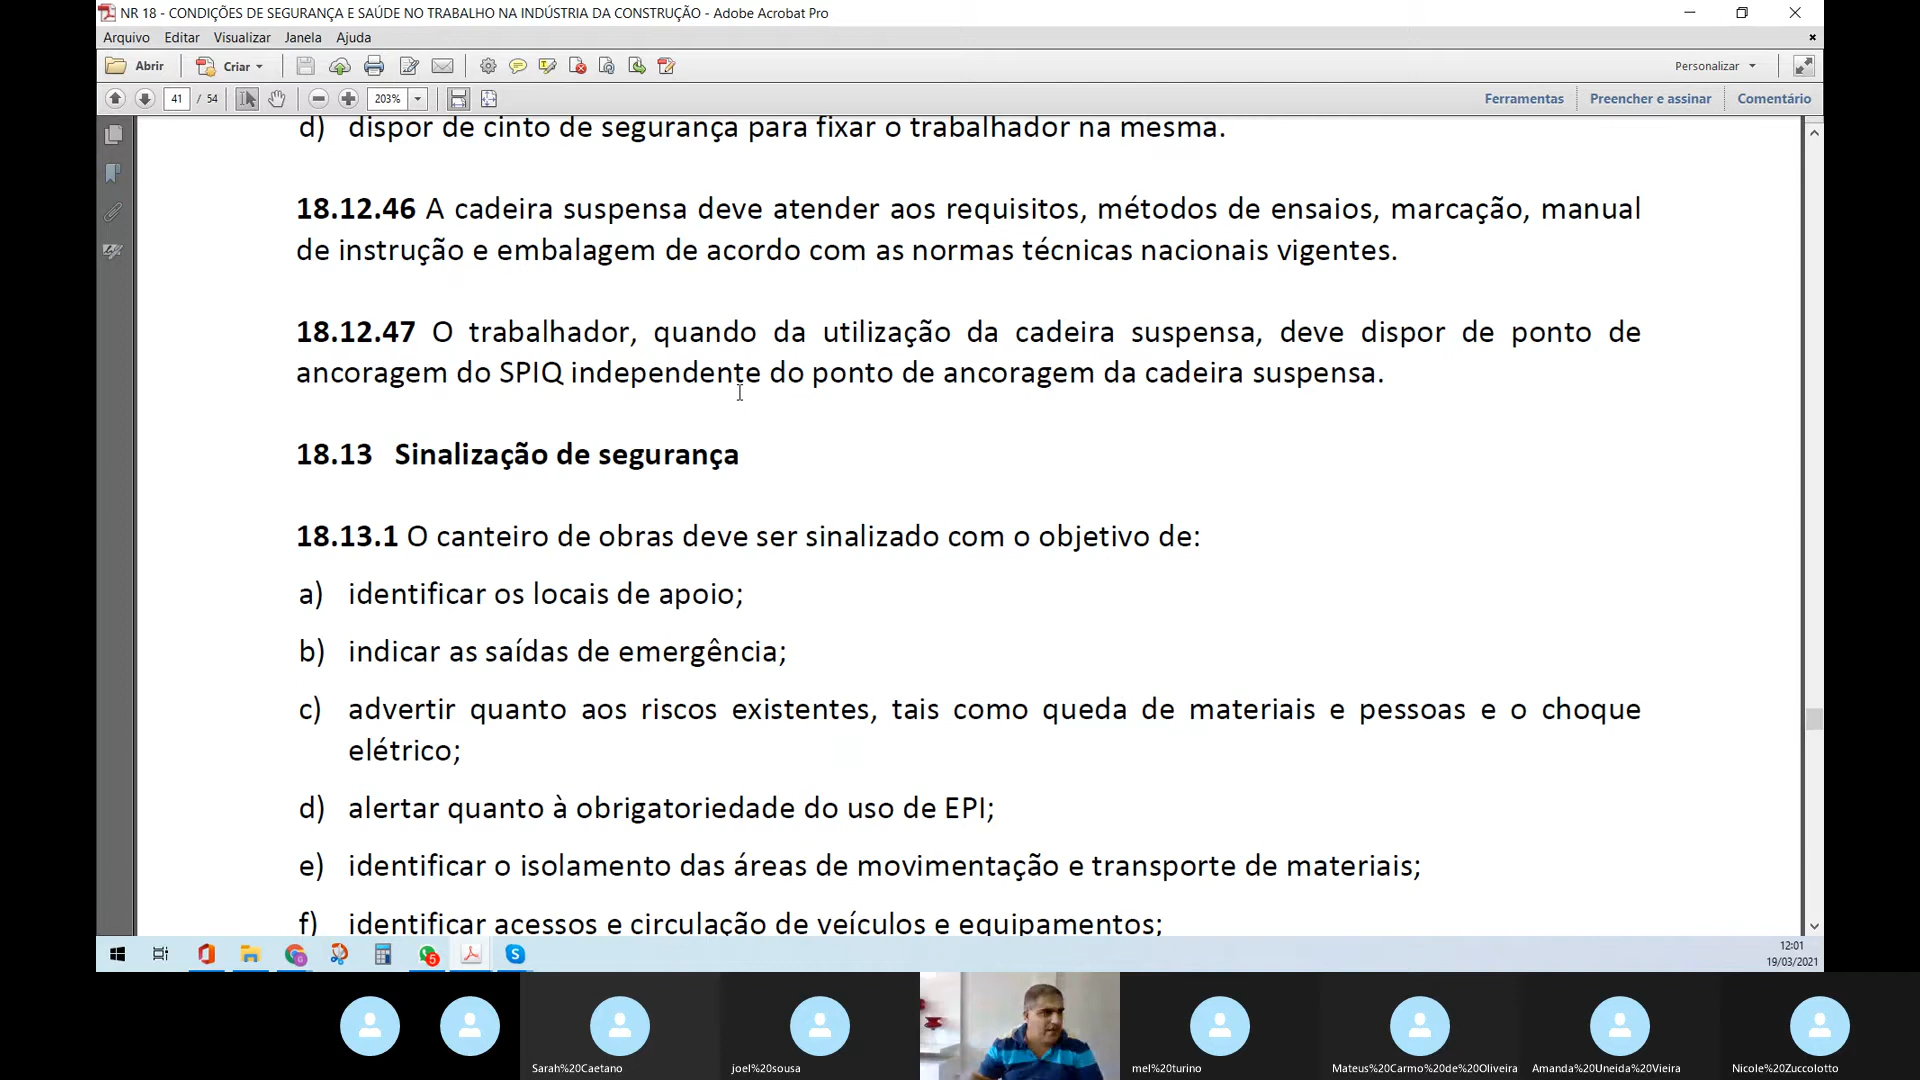 NR 18 - CONDIÇÕES DE SEGURANÇA E SAÚDE NO TRABALHO NA INDÚSTRIA DA CONSTRUÇÃO - Adobe Acrobat Pro
Arquivo Editar Visualizar Janela Ajuda
Abrir Criar Personalizar
41 / 54 203% Ferramentas Preencher e assinar Comentário
d) dispor de cinto de segurança para fixar o trabalhador na mesma.
18.12.46 A cadeira suspensa deve atender aos requisitos, métodos de ensaios, marcação, manual
de instrução e embalagem de acordo com as normas técnicas nacionais vigentes.
18.12.47 O trabalhador, quando da utilização da cadeira suspensa, deve dispor de ponto de
ancoragem do SPIQ independente do ponto de ancoragem da cadeira suspensa.
18.13 Sinalização de segurança
18.13.1 O canteiro de obras deve ser sinalizado com o objetivo de:
a) identificar os locais de apoio;
b) indicar as saídas de emergência;
c) advertir quanto aos riscos existentes, tais como queda de materiais e pessoas e o choque
elétrico;
d) alertar quanto à obrigatoriedade do uso de EPI;
e) identificar o isolamento das áreas de movimentação e transporte de materiais;
f) identificar acessos e circulação de veículos e equipamentos;
5
12:01
19/03/2021
Sarah%20Caetano joel%20sousa mel%20turino Mateus%20Carmo%20de%20Oliveira Amanda%20Uneida%20Vieira Nicole%20Zuccolotto